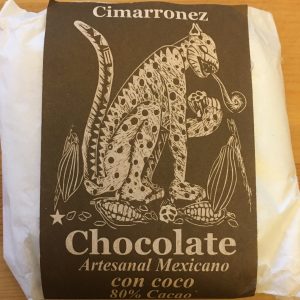 Cimarronez
Chocolate
Artesanal Mexicano
con coco
80% Cacao